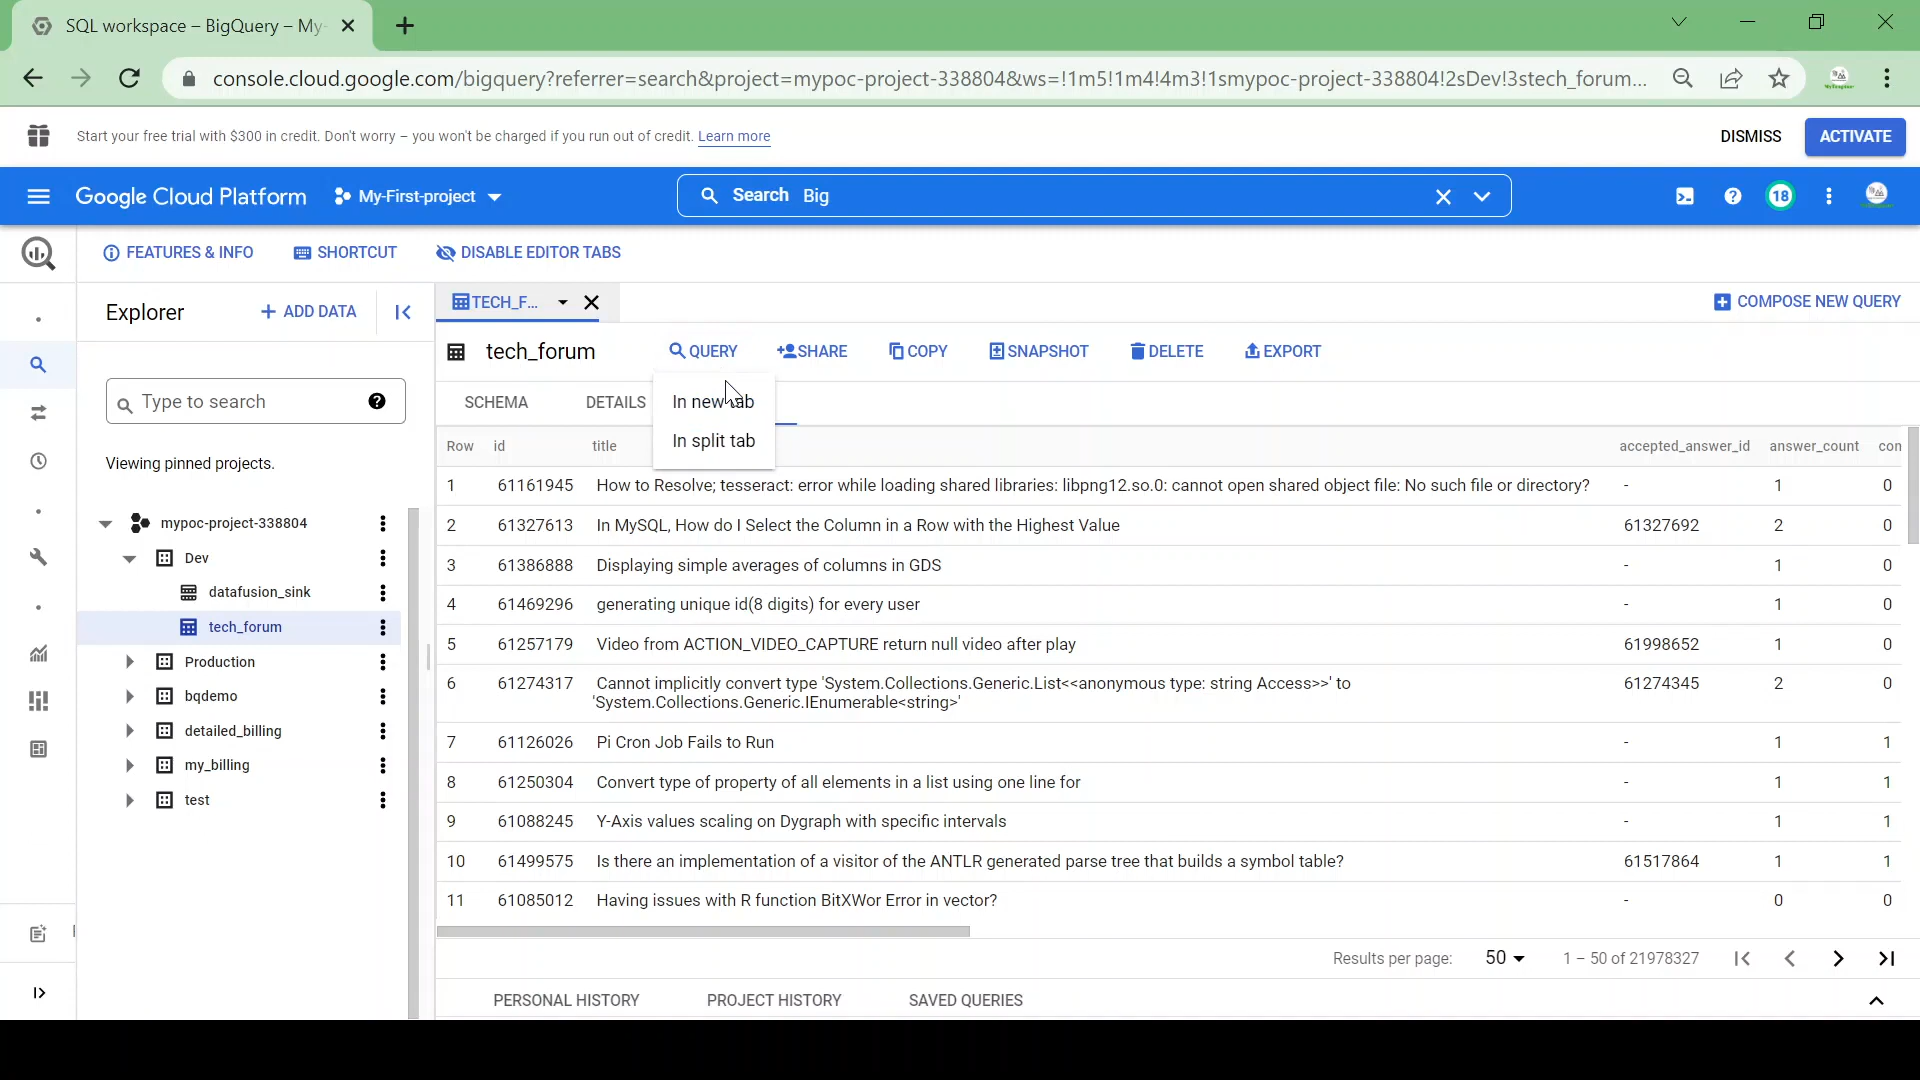 SQL workspace – BigQuery – My-
console.cloud.google.com/bigquery?referrer=search&project=mypoc-project-338804&ws=!1m5!1m4!4m3!1smypoc-project-338804!2sDev!3stech_forum...
Start your free trial with $300 in credit. Don't worry – you won't be charged if you run out of credit. Learn more
DISMISS
ACTIVATE
Google Cloud Platform
My-First-project
Search Big
18
FEATURES & INFO
SHORTCUT
DISABLE EDITOR TABS
Explorer
+ ADD DATA
TECH_F...
COMPOSE NEW QUERY
tech_forum
QUERY
SHARE
COPY
SNAPSHOT
DELETE
EXPORT
Type to search
SCHEMA
DETAILS
In new tab
In split tab
Viewing pinned projects.
mypoc-project-338804
Dev
datafusion_sink
tech_forum
Production
bqdemo
detailed_billing
my_billing
test
Row id title accepted_answer_id answer_count con
1 61161945 How to Resolve; tesseract: error while loading shared libraries: libpng12.so.0: cannot open shared object file: No such file or directory? - 1 0
2 61327613 In MySQL, How do I Select the Column in a Row with the Highest Value 61327692 2 0
3 61386888 Displaying simple averages of columns in GDS - 1 0
4 61469296 generating unique id(8 digits) for every user - 1 0
5 61257179 Video from ACTION_VIDEO_CAPTURE return null video after play 61998652 1 0
6 61274317 Cannot implicitly convert type 'System.Collections.Generic.List<<anonymous type: string Access>>' to 61274345 2 0
'System.Collections.Generic.IEnumerable<string>'
7 61126026 Pi Cron Job Fails to Run - 1 1
8 61250304 Convert type of property of all elements in a list using one line for - 1 1
9 61088245 Y-Axis values scaling on Dygraph with specific intervals - 1 1
10 61499575 Is there an implementation of a visitor of the ANTLR generated parse tree that builds a symbol table? 61517864 1 1
11 61085012 Having issues with R function BitXWor Error in vector? - 0 0
Results per page: 50 1 – 50 of 21978327
PERSONAL HISTORY
PROJECT HISTORY
SAVED QUERIES